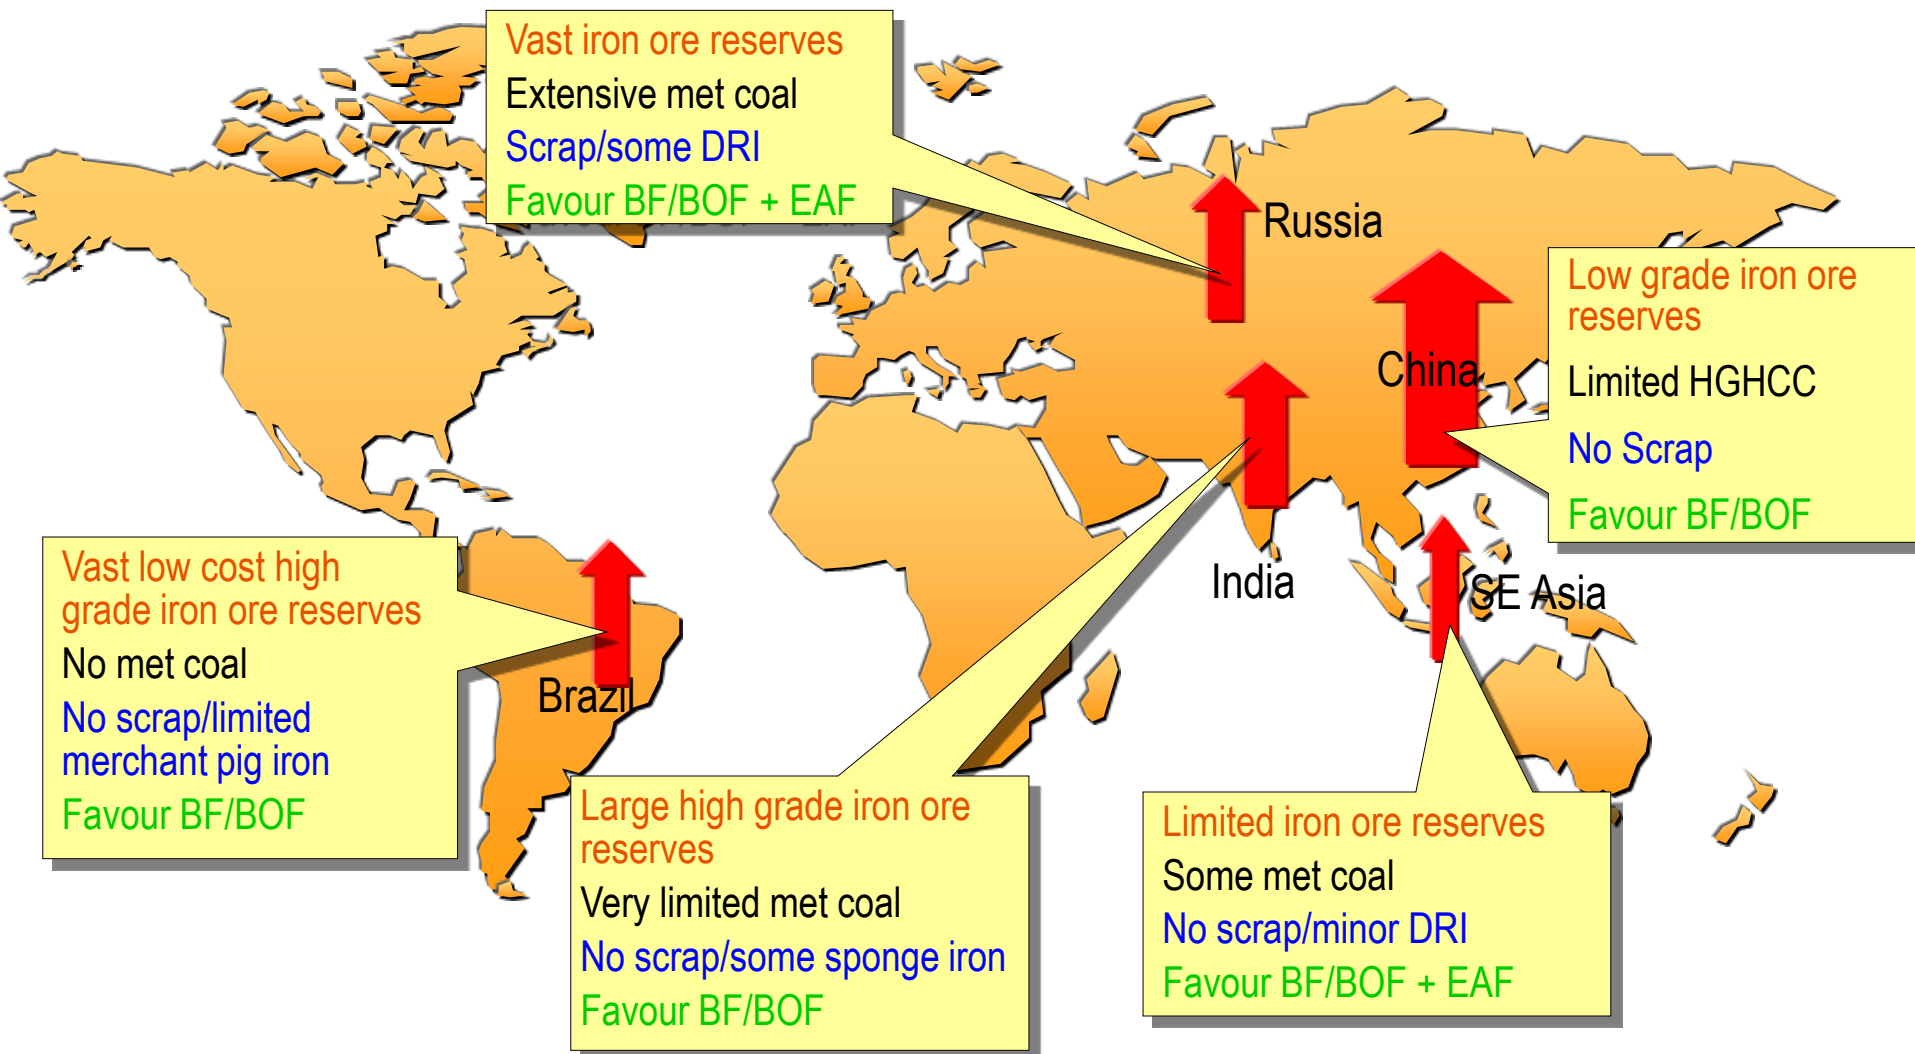 Vast iron ore reserves
Extensive met coal
Scrap/some DRI
Favour BF/BOF + EAF
Russia
Low grade iron ore
reserves
Limited HGHCC
No Scrap
Favour BF/BOF
China
India
SE Asia
Vast low cost high
grade iron ore reserves
No met coal
No scrap/limited
merchant pig iron
Favour BF/BOF
Brazil
Large high grade iron ore
reserves
Very limited met coal
No scrap/some sponge iron
Favour BF/BOF
Limited iron ore reserves
Some met coal
No scrap/minor DRI
Favour BF/BOF + EAF